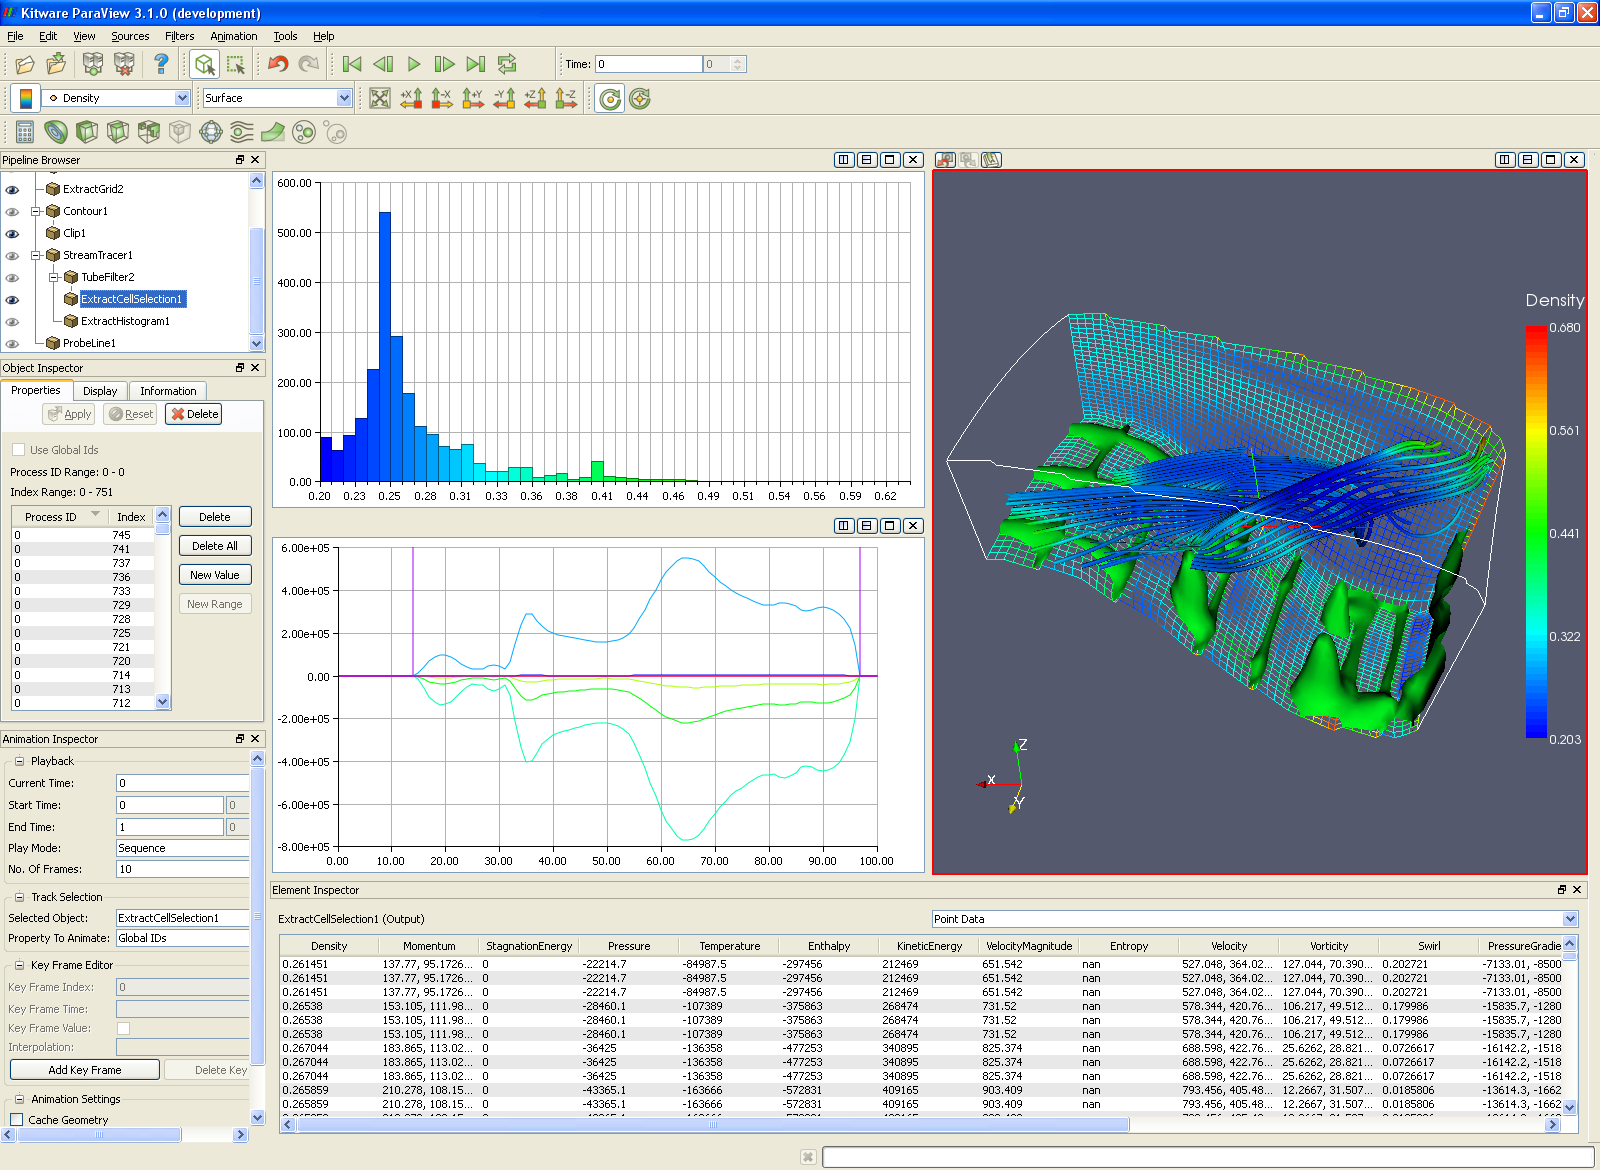 Kitware ParaView 3.1.0 (development)
File Edit View Sources Filters Animation Tools Help
Time: 0 0
Density Surface
+X -X +Y -Y +Z -Z
Pipeline Browser
ExtractGrid2
Contour1
Clip1
StreamTracer1
TubeFilter2
ExtractCellSelection1
ExtractHistogram1
ProbeLine1
Object Inspector
Properties Display Information
Apply Reset Delete
Use Global Ids
Process ID Range: 0 - 0
Index Range: 0 - 751
Process ID Index
0 745
0 741
0 737
0 736
0 733
0 729
0 728
0 725
0 721
0 720
0 714
0 713
0 712
Delete
Delete All
New Value
New Range
Animation Inspector
Playback
Current Time: 0
Start Time: 0 0
End Time: 1 0
Play Mode: Sequence
No. Of Frames: 10
Track Selection
Selected Object: ExtractCellSelection1
Property To Animate: Global IDs
Key Frame Editor
Key Frame Index: 0
Key Frame Time:
Key Frame Value:
Interpolation:
Add Key Frame Delete Key
Animation Settings
Cache Geometry
600.00
500.00
400.00
300.00
200.00
100.00
0.00
0.20 0.23 0.25 0.28 0.31 0.33 0.36 0.38 0.41 0.44 0.46 0.49 0.51 0.54 0.56 0.59 0.62
6.00e+05
4.00e+05
2.00e+05
0.00
-2.00e+05
-4.00e+05
-6.00e+05
-8.00e+05
0.00 10.00 20.00 30.00 40.00 50.00 60.00 70.00 80.00 90.00 100.00
Density
0.680
0.561
0.441
0.322
0.203
Z
X
Y
Element Inspector
ExtractCellSelection1 (Output) Point Data
Density Momentum StagnationEnergy Pressure Temperature Enthalpy KineticEnergy VelocityMagnitude Entropy Velocity Vorticity Swirl PressureGradie
0.261451 137.77, 95.1726... 0 -22214.7 -84987.5 -297456 212469 651.542 nan 527.048, 364.02... 127.044, 70.390... 0.202721 -7133.01, -8500
0.261451 137.77, 95.1726... 0 -22214.7 -84987.5 -297456 212469 651.542 nan 527.048, 364.02... 127.044, 70.390... 0.202721 -7133.01, -8500
0.261451 137.77, 95.1726... 0 -22214.7 -84987.5 -297456 212469 651.542 nan 527.048, 364.02... 127.044, 70.390... 0.202721 -7133.01, -8500
0.26538 153.105, 111.98... 0 -28460.1 -107389 -375863 268474 731.52 nan 578.344, 420.76... 106.217, 49.512... 0.179986 -15835.7, -1280
0.26538 153.105, 111.98... 0 -28460.1 -107389 -375863 268474 731.52 nan 578.344, 420.76... 106.217, 49.512... 0.179986 -15835.7, -1280
0.26538 153.105, 111.98... 0 -28460.1 -107389 -375863 268474 731.52 nan 578.344, 420.76... 106.217, 49.512... 0.179986 -15835.7, -1280
0.267044 183.865, 113.02... 0 -36425 -136358 -477253 340895 825.374 nan 688.598, 422.76... 25.6262, 28.821... 0.0726617 -16142.2, -1518
0.267044 183.865, 113.02... 0 -36425 -136358 -477253 340895 825.374 nan 688.598, 422.76... 25.6262, 28.821... 0.0726617 -16142.2, -1518
0.267044 183.865, 113.02... 0 -36425 -136358 -477253 340895 825.374 nan 688.598, 422.76... 25.6262, 28.821... 0.0726617 -16142.2, -1518
0.265859 210.278, 108.15... 0 -43365.1 -163666 -572831 409165 903.409 nan 793.456, 405.48... 12.2667, 31.507... 0.0185806 -13614.3, -1662
0.265859 210.278, 108.15... 0 -43365.1 -163666 -572831 409165 903.409 nan 793.456, 405.48... 12.2667, 31.507... 0.0185806 -13614.3, -1662